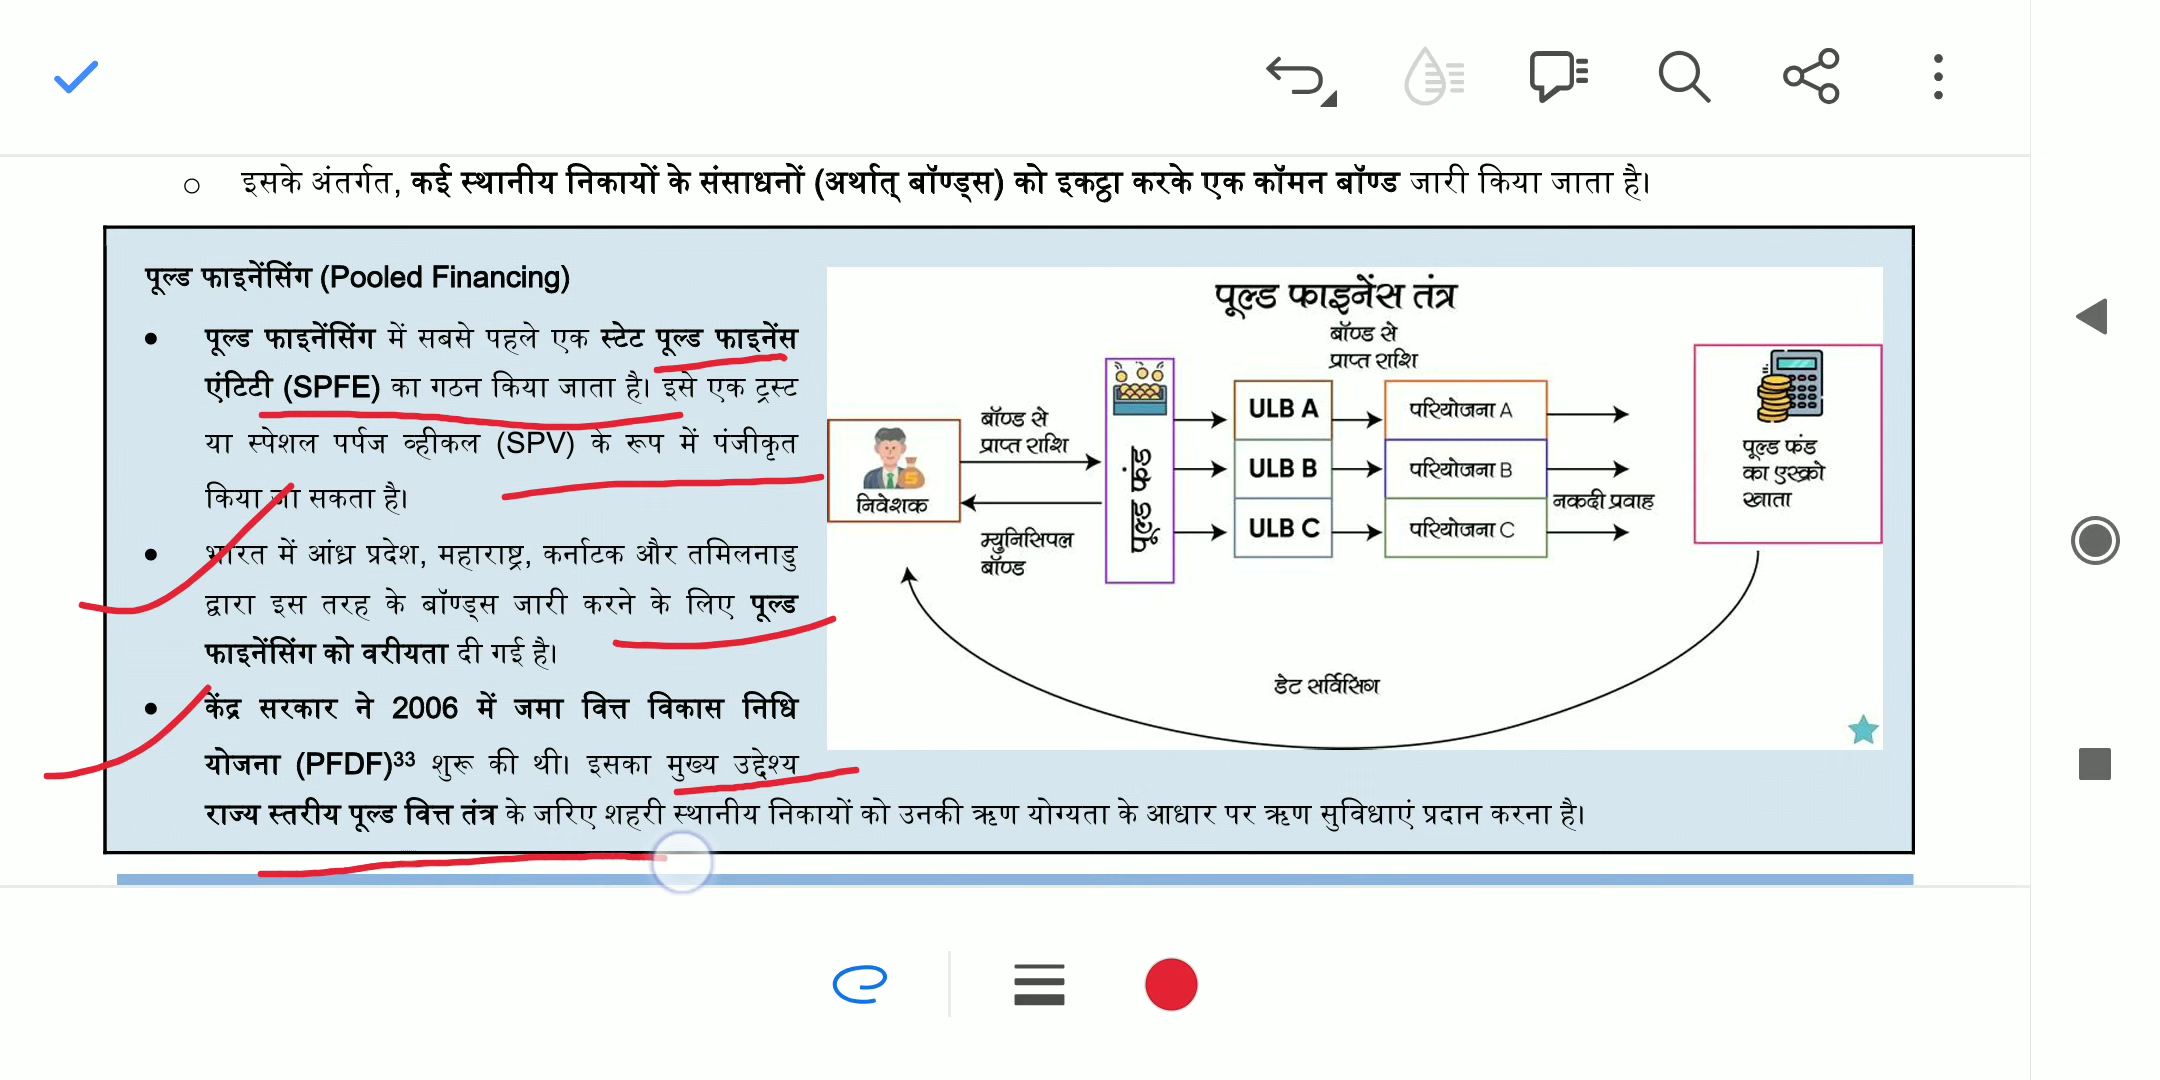 ○ इसके अंतर्गत, कई स्थानीय निकायों के संसाधनों (अर्थात् बॉण्ड्स) को इकट्ठा करके एक कॉमन बॉण्ड जारी किया जाता है।
पूल्ड फाइनेंसिंग (Pooled Financing)
• पूल्ड फाइनेंसिंग में सबसे पहले एक स्टेट पूल्ड फाइनेंस
एंटिटी (SPFE) का गठन किया जाता है। इसे एक ट्रस्ट
या स्पेशल पर्पज व्हीकल (SPV) के रूप में पंजीकृत
किया जा सकता है।
• भारत में आंध्र प्रदेश, महाराष्ट्र, कर्नाटक और तमिलनाडु
द्वारा इस तरह के बॉण्ड्स जारी करने के लिए पूल्ड
फाइनेंसिंग को वरीयता दी गई है।
• केंद्र सरकार ने 2006 में जमा वित्त विकास निधि
योजना (PFDF)³³ शुरू की थी। इसका मुख्य उद्देश्य
राज्य स्तरीय पूल्ड वित्त तंत्र के जरिए शहरी स्थानीय निकायों को उनकी ऋण योग्यता के आधार पर ऋण सुविधाएं प्रदान करना है।
पूल्ड फाइनेंस तंत्र
बॉण्ड से
प्राप्त राशि
निवेशक
बॉण्ड से
प्राप्त राशि
म्युनिसिपल
बॉण्ड
पूल्ड फंड
ULB A
परियोजना A
ULB B
परियोजना B
ULB C
परियोजना C
नकदी प्रवाह
पूल्ड फंड
का एस्क्रो
खाता
डेट सर्विसिंग